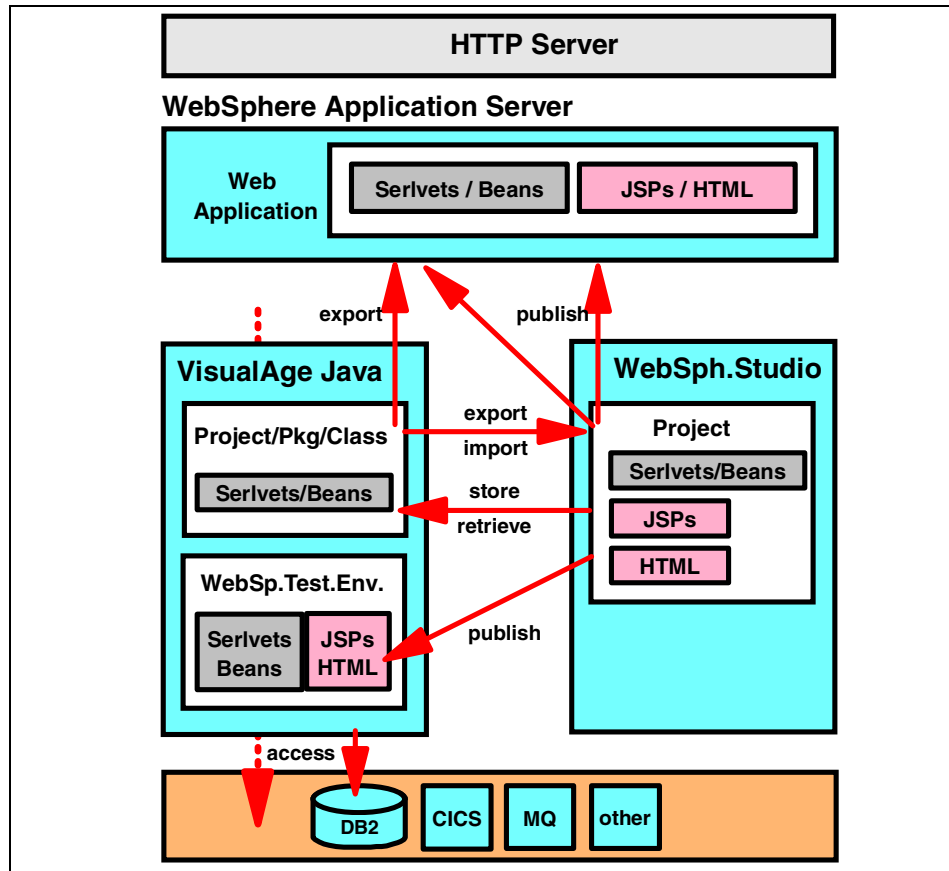 HTTP Server
WebSphere Application Server
Web
Application
Serlvets / Beans
JSPs / HTML
export
publish
VisualAge Java
WebSph.Studio
Project/Pkg/Class
Serlvets/Beans
export
import
store
retrieve
Project
Serlvets/Beans
JSPs
HTML
WebSp.Test.Env.
Serlvets
Beans
JSPs
HTML
publish
access
DB2
CICS
MQ
other